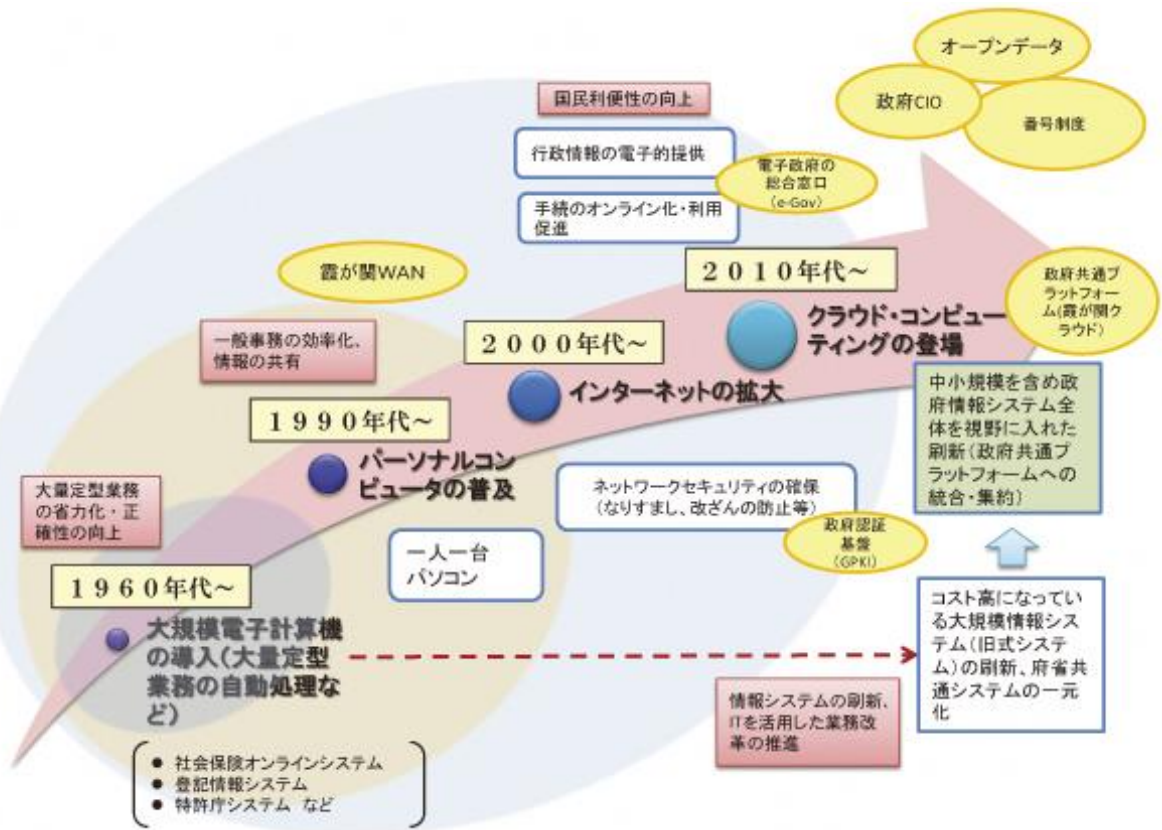 オープンデータ
政府CIO
番号制度
国民利便性の向上
行政情報の電子的提供
電子政府の
総合窓口
(e-Gov)
手続のオンライン化・利用
促進
霞が関WAN
2010年代～
政府共通プ
ラットフォー
ム(霞が関ク
ラウド)
クラウド・コンピュー
ティングの登場
一般事務の効率化、
情報の共有
2000年代～
インターネットの拡大
中小規模を含め政
府情報システム全
体を視野に入れた
刷新(政府共通プ
ラットフォームへの
統合・集約)
1990年代～
パーソナルコン
ピュータの普及
ネットワークセキュリティの確保
(なりすまし、改ざんの防止等)
政府認証
基盤
(GPKI)
大量定型業務
の省力化・正
確性の向上
一人一台
パソコン
1960年代～
大規模電子計算機
の導入(大量定型
業務の自動処理な
ど)
コスト高になってい
る大規模情報シス
テム(旧式システ
ム)の刷新、府省共
通システムの一元
化
情報システムの刷新、
ITを活用した業務改
革の推進
● 社会保険オンラインシステム
● 登記情報システム
● 特許庁システム など